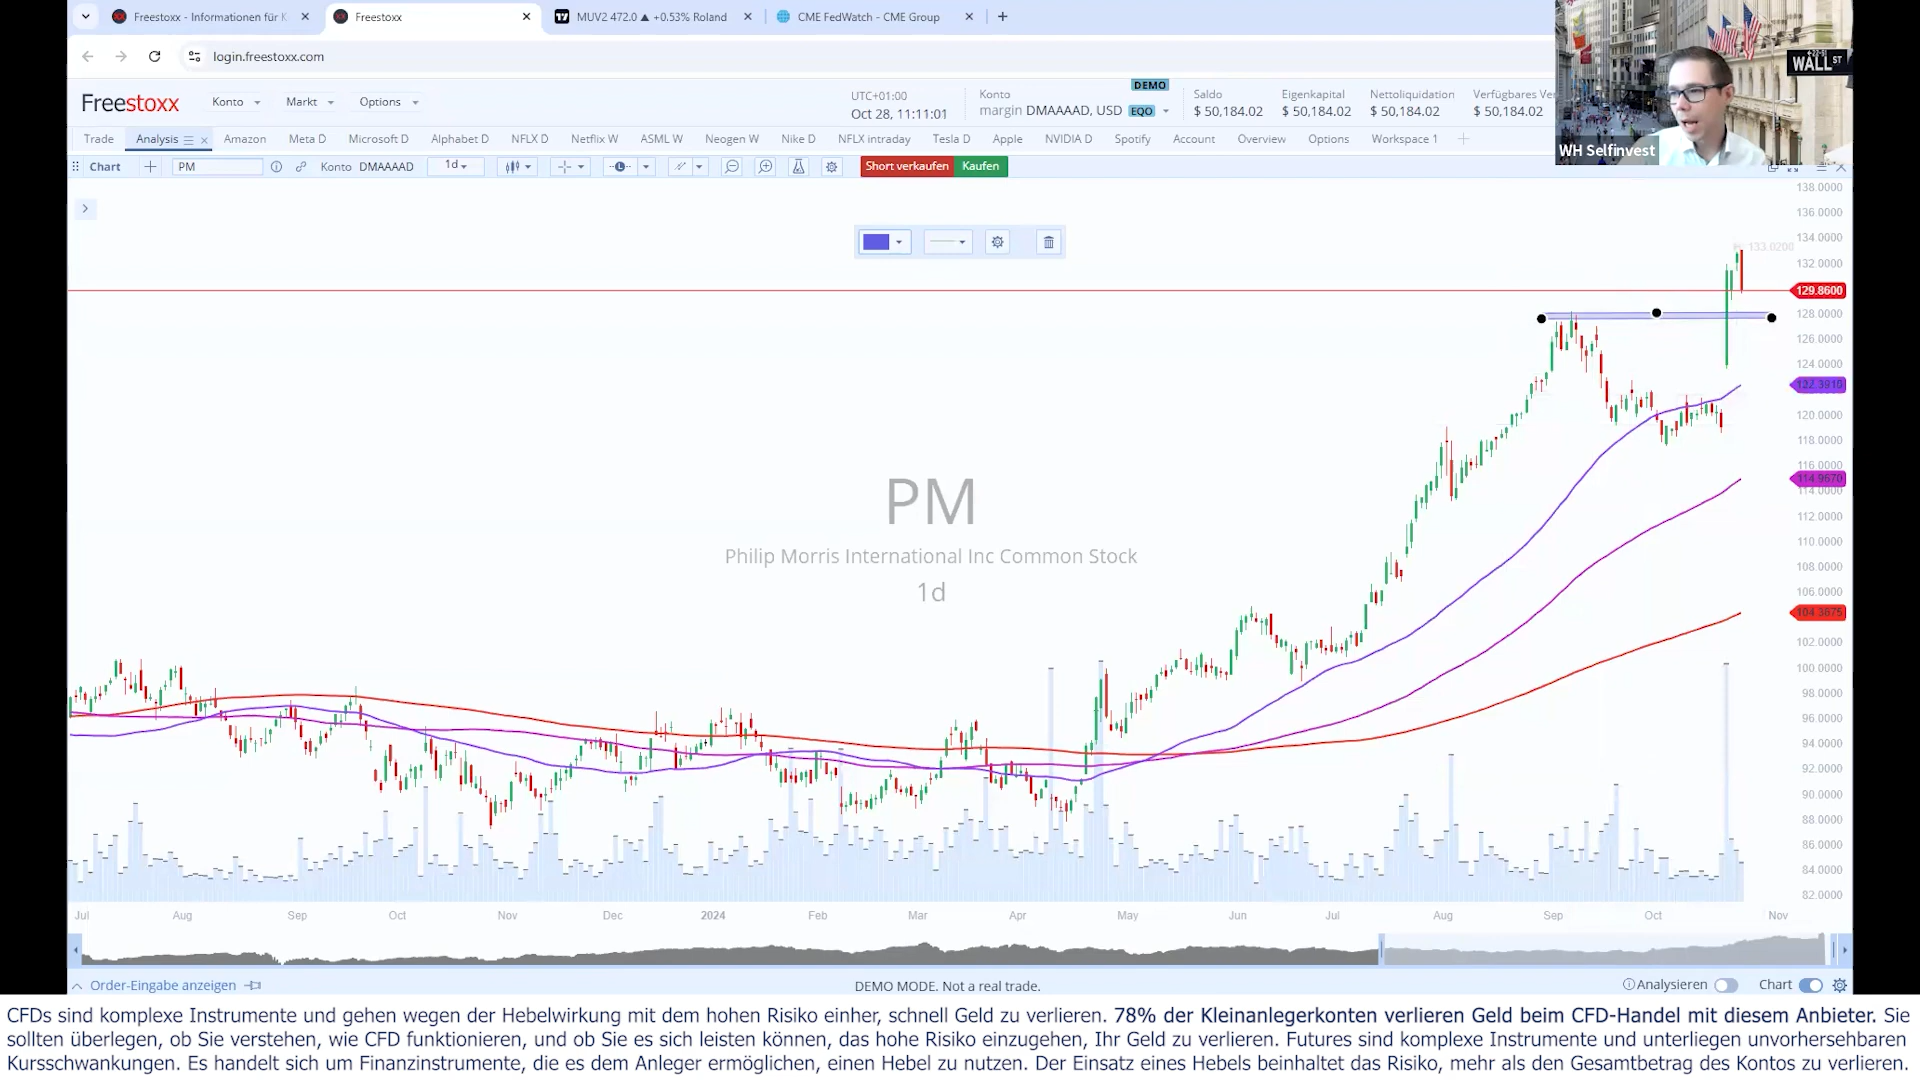 Freestoxx - Informationen für K
Freestoxx
MUV2 472.0 ▲ +0.53% Roland
CME FedWatch - CME Group
login.freestoxx.com
WALL ST
WH Selfinvest
Freestoxx
Konto
Markt
Options
UTC+01:00
Oct 28, 11:11:01
Konto
DEMO
margin DMAAAAD, USD
EQO
Saldo
$ 50,184.02
Eigenkapital
$ 50,184.02
Nettoliquidation
$ 50,184.02
Verfügbares Ver
$ 50,184.02
Trade
Analysis
Amazon
Meta D
Microsoft D
Alphabet D
NFLX D
Netflix W
ASML W
Neogen W
Nike D
NFLX intraday
Tesla D
Apple
NVIDIA D
Spotify
Account
Overview
Options
Workspace 1
Chart
PM
Konto DMAAAAD
1d
Short verkaufen
Kaufen
138.0000
136.0000
134.0000
133.0200
132.0000
129.8600
128.0000
126.0000
124.0000
122.3910
120.0000
118.0000
116.0000
114.9670
114.0000
112.0000
110.0000
108.0000
106.0000
104.3675
102.0000
100.0000
98.0000
96.0000
94.0000
92.0000
90.0000
88.0000
86.0000
84.0000
82.0000
PM
Philip Morris International Inc Common Stock
1d
Jul
Aug
Sep
Oct
Nov
Dec
2024
Feb
Mar
Apr
May
Jun
Jul
Aug
Sep
Oct
Nov
Order-Eingabe anzeigen
DEMO MODE. Not a real trade.
Analysieren
Chart
CFDs sind komplexe Instrumente und gehen wegen der Hebelwirkung mit dem hohen Risiko einher, schnell Geld zu verlieren. 78% der Kleinanlegerkonten verlieren Geld beim CFD-Handel mit diesem Anbieter. Sie
sollten überlegen, ob Sie verstehen, wie CFD funktionieren, und ob Sie es sich leisten können, das hohe Risiko einzugehen, Ihr Geld zu verlieren. Futures sind komplexe Instrumente und unterliegen unvorhersehbaren
Kursschwankungen. Es handelt sich um Finanzinstrumente, die es dem Anleger ermöglichen, einen Hebel zu nutzen. Der Einsatz eines Hebels beinhaltet das Risiko, mehr als den Gesamtbetrag des Kontos zu verlieren.